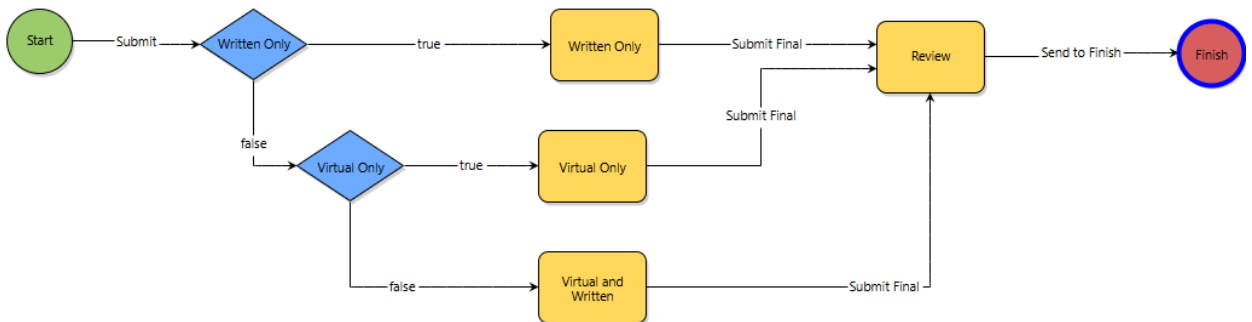 Start
Submit
Written Only
true
Written Only
Submit Final
Review
Send to Finish
Finish
Submit Final
false
Virtual Only
true
Virtual Only
false
Virtual and
Written
Submit Final